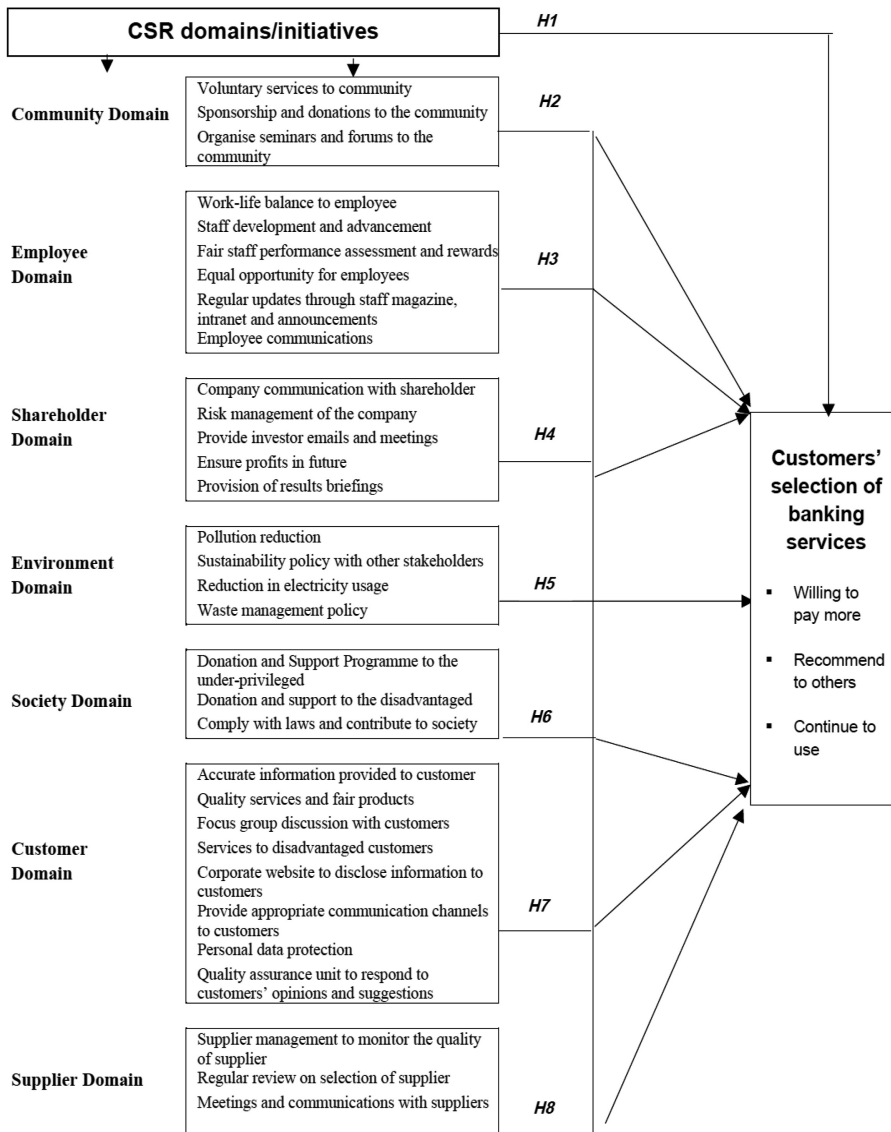 CSR domains/initiatives
H1
Community Domain
Voluntary services to community
Sponsorship and donations to the community
Organise seminars and forums to the
community
H2
Employee
Domain
Work-life balance to employee
Staff development and advancement
Fair staff performance assessment and rewards
Equal opportunity for employees
Regular updates through staff magazine,
intranet and announcements
Employee communications
H3
Shareholder
Domain
Company communication with shareholder
Risk management of the company
Provide investor emails and meetings
Ensure profits in future
Provision of results briefings
H4
Environment
Domain
Pollution reduction
Sustainability policy with other stakeholders
Reduction in electricity usage
Waste management policy
H5
Society Domain
Donation and Support Programme to the
under-privileged
Donation and support to the disadvantaged
Comply with laws and contribute to society
H6
Customer
Domain
Accurate information provided to customer
Quality services and fair products
Focus group discussion with customers
Services to disadvantaged customers
Corporate website to disclose information to
customers
Provide appropriate communication channels
to customers
Personal data protection
Quality assurance unit to respond to
customers' opinions and suggestions
H7
Supplier Domain
Supplier management to monitor the quality
of supplier
Regular review on selection of supplier
Meetings and communications with suppliers
H8
Customers'
selection of
banking
services
▪ Willing to
pay more
▪ Recommend
to others
▪ Continue to
use